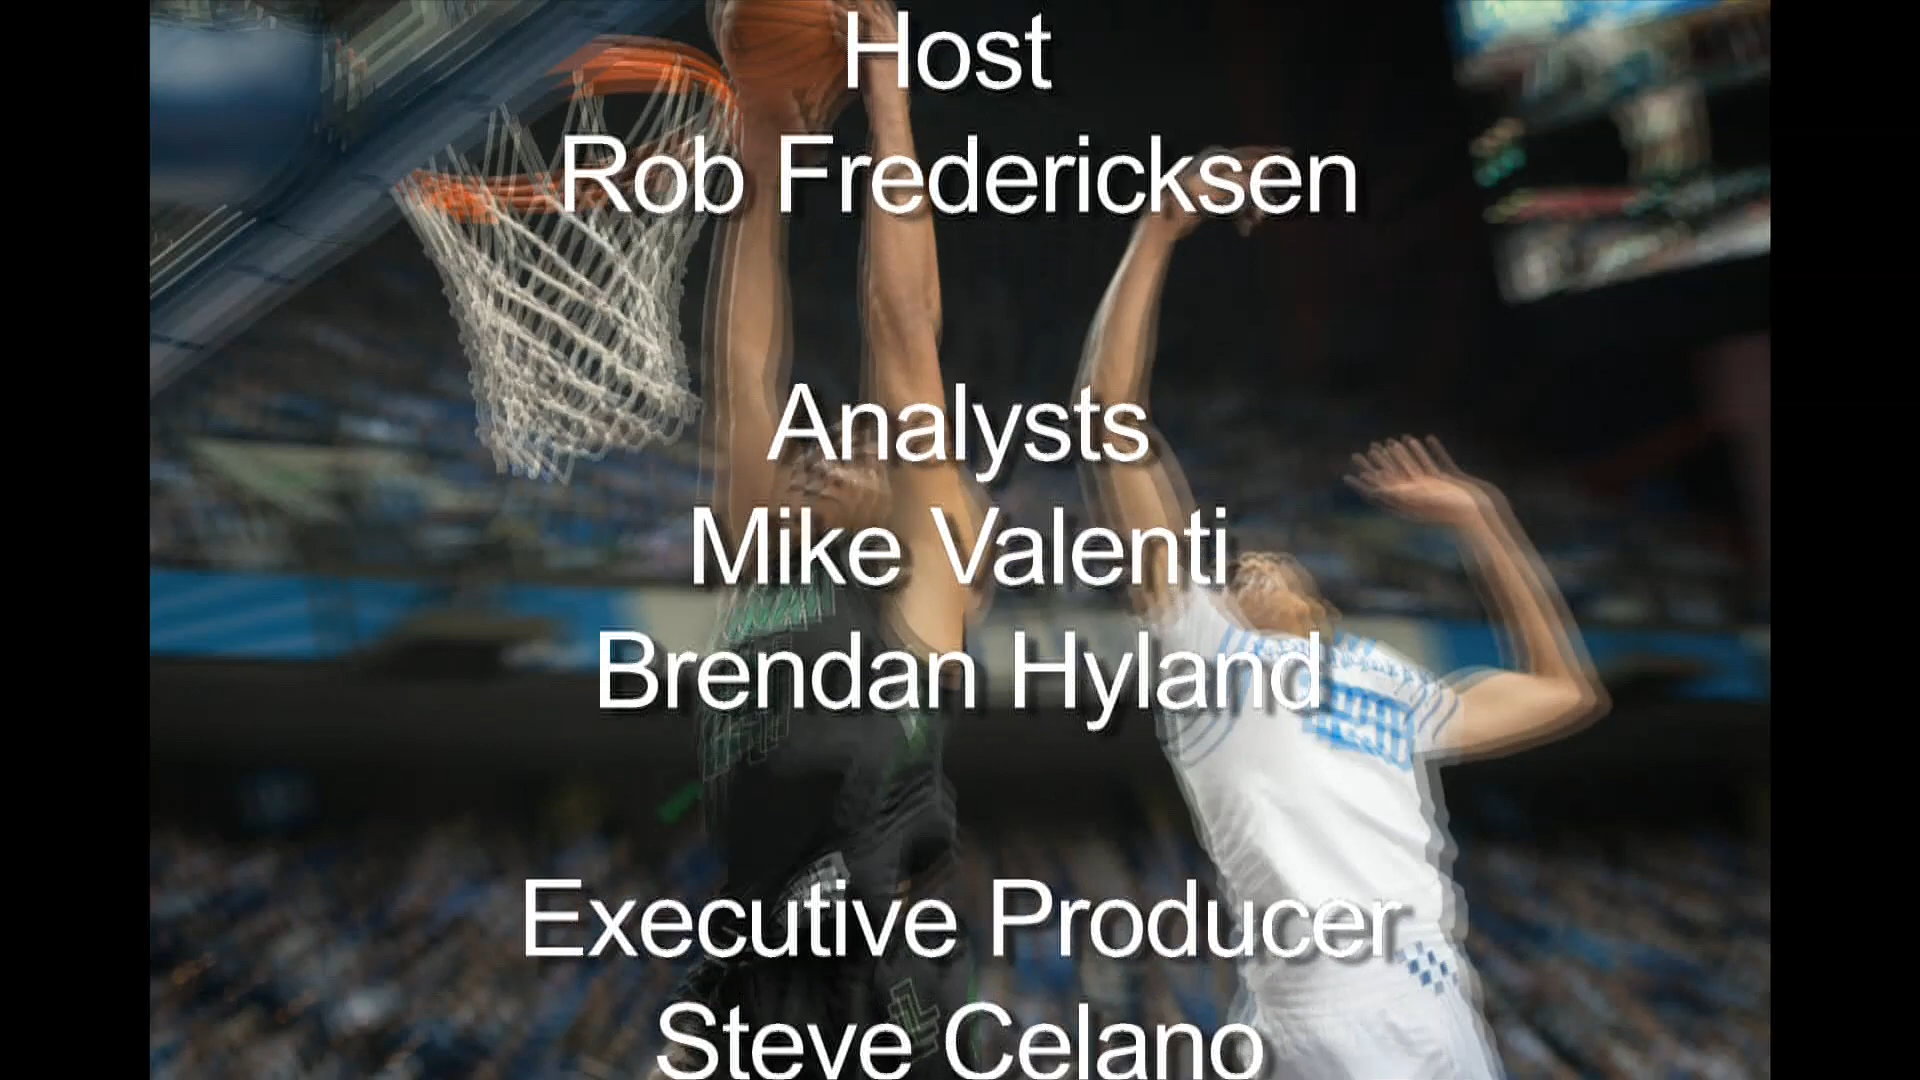 Host
Rob Fredericksen
Analysts
Mike Valenti
Brendan Hyland
Executive Producer
Steve Celano